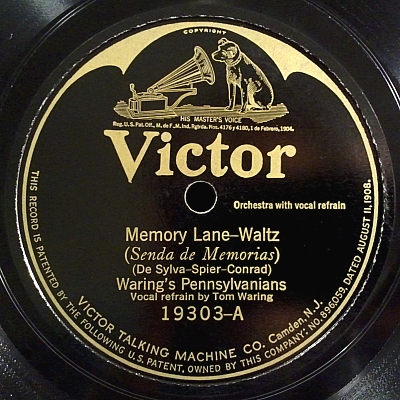 COPYRIGHT
HIS MASTER'S VOICE
Reg. U.S. Pat. Off., M. de F., M. Ind. Rgtrda. Nos. 4176 y 4180, 1 de Febrero, 1904.
Victor
Orchestra with vocal refrain
Memory Lane–Waltz
(Senda de Memorias)
(De Sylva–Spier–Conrad)
Waring's Pennsylvanians
Vocal refrain by Tom Waring
19303–A
VICTOR TALKING MACHINE CO. Camden, N.J.
THIS RECORD IS PATENTED BY THE FOLLOWING U.S. PATENT, OWNED BY THIS COMPANY: NO. 896059, DATED AUGUST 11, 1908.